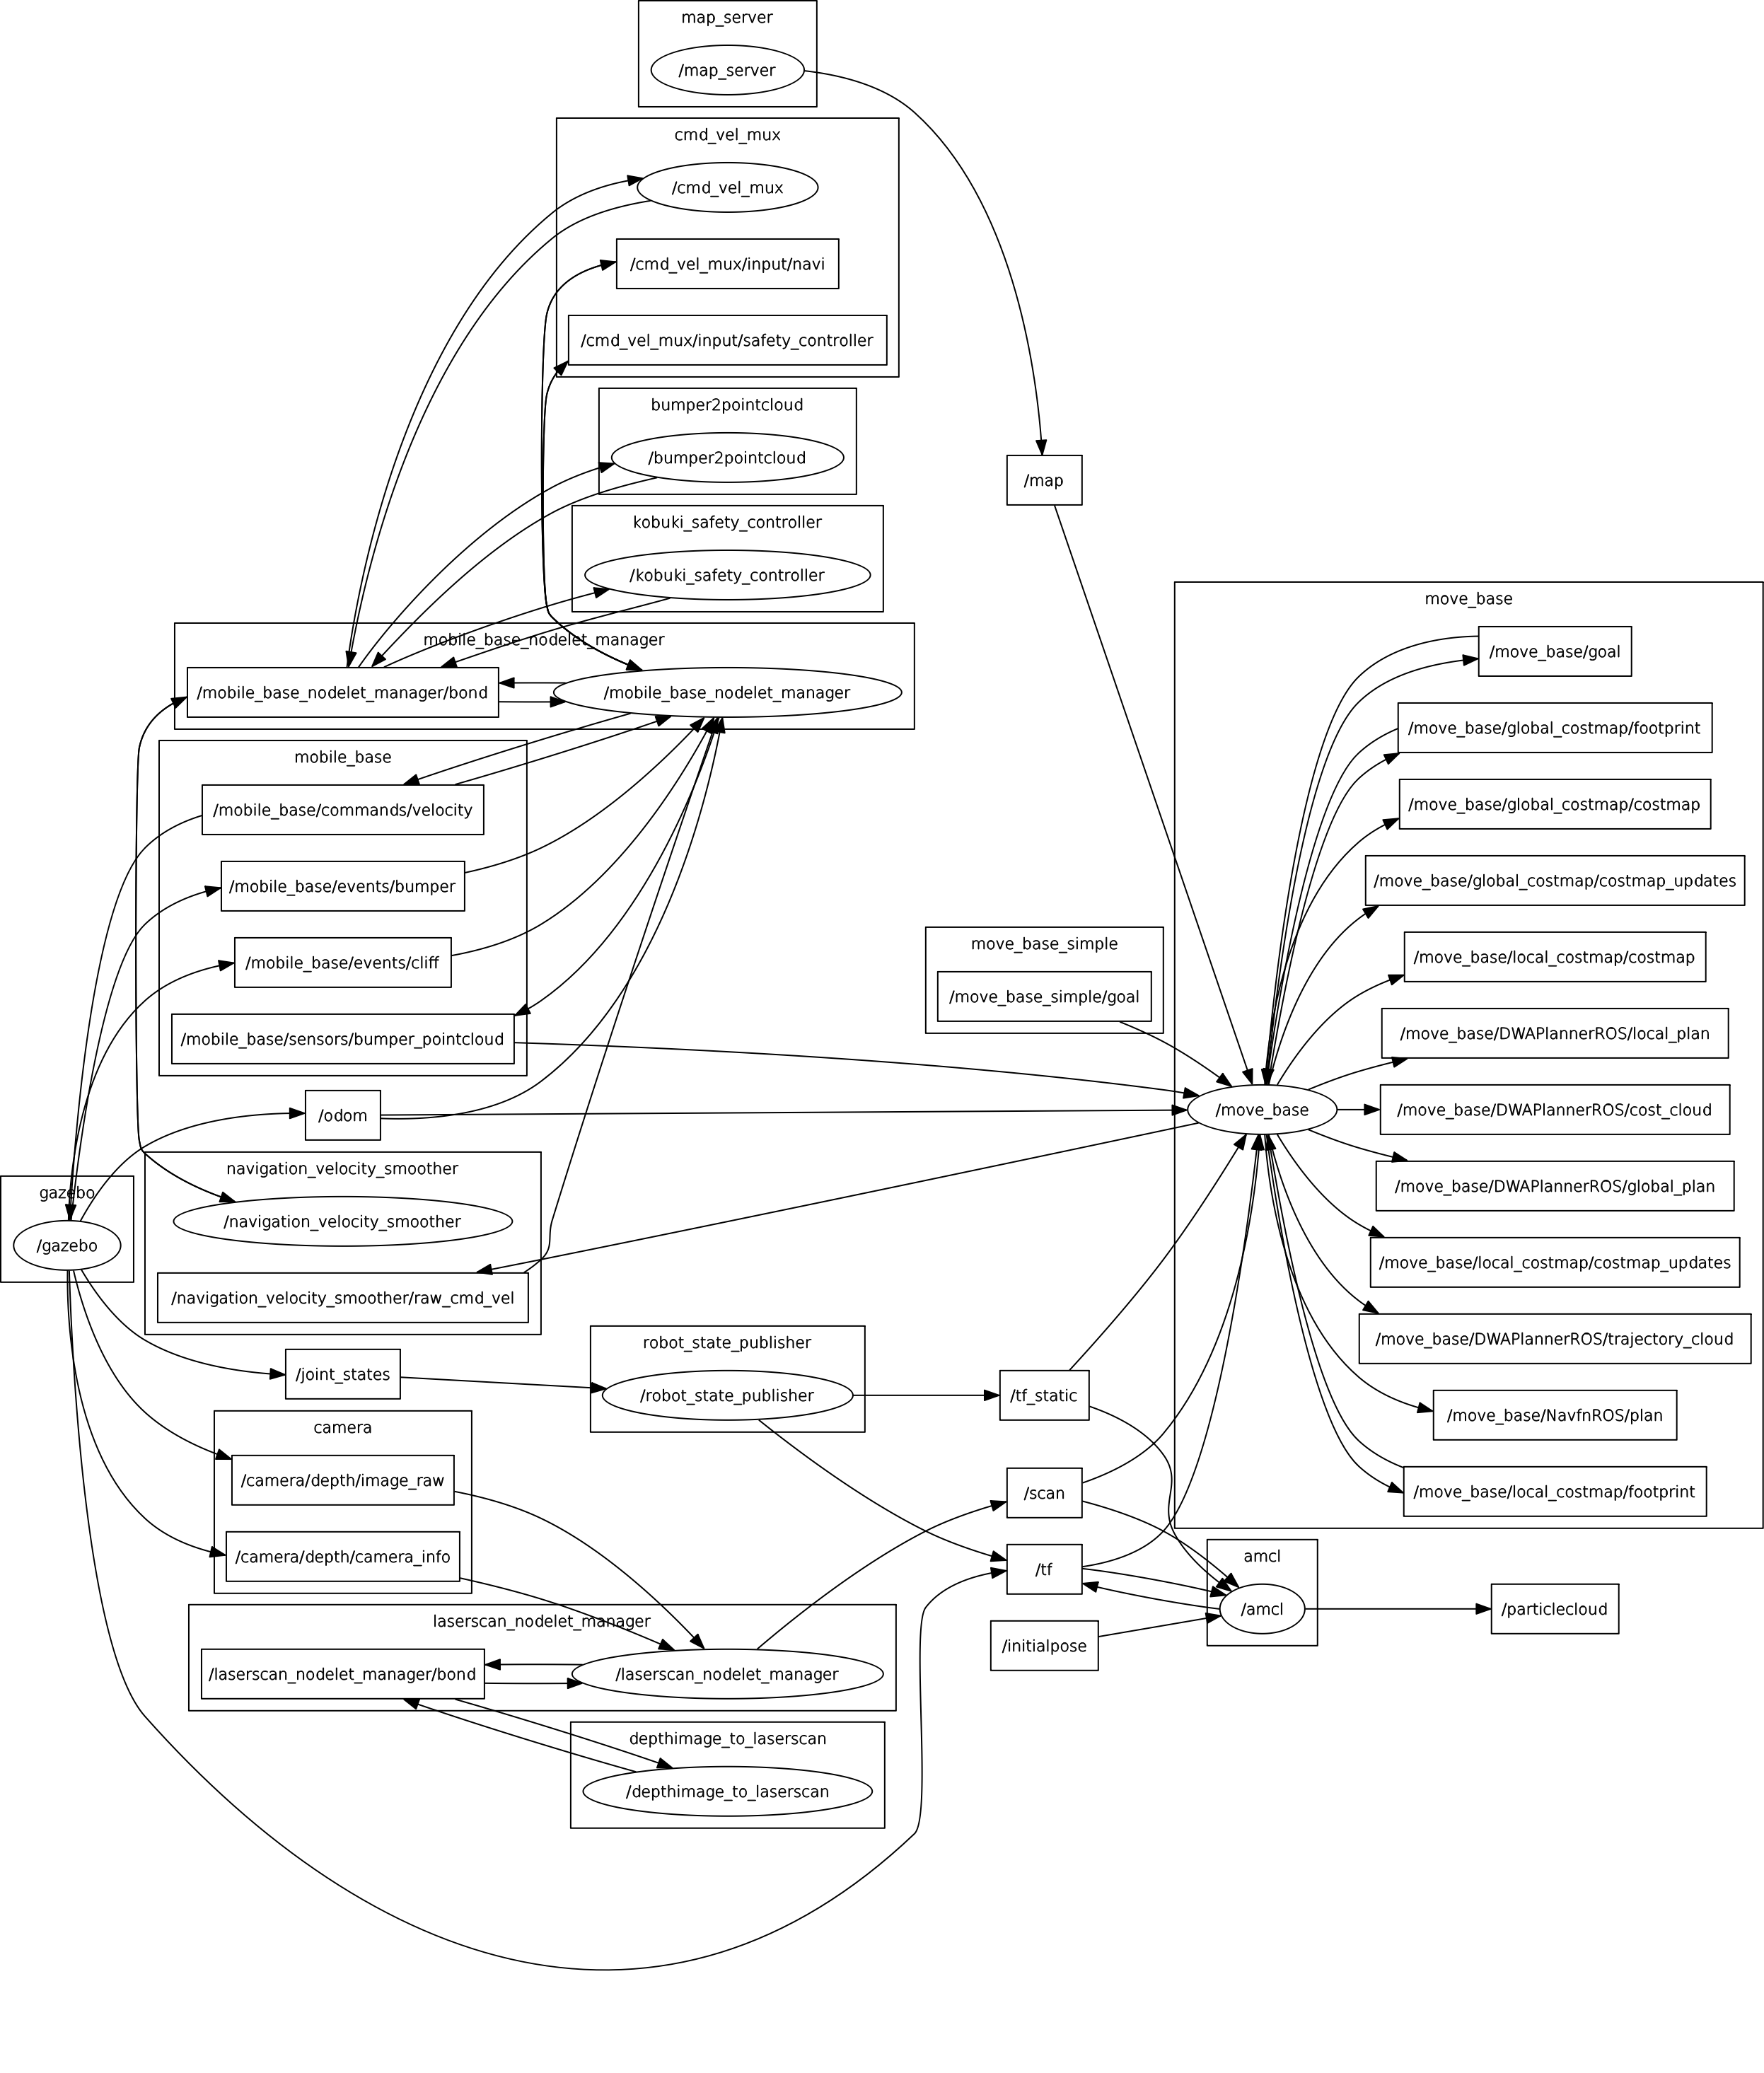 map_server
/map_server
cmd_vel_mux
/cmd_vel_mux
/cmd_vel_mux/input/navi
/cmd_vel_mux/input/safety_controller
bumper2pointcloud
/bumper2pointcloud
kobuki_safety_controller
/kobuki_safety_controller
mobile_base_nodelet_manager
/mobile_base_nodelet_manager/bond
/mobile_base_nodelet_manager
mobile_base
/mobile_base/commands/velocity
/mobile_base/events/bumper
/mobile_base/events/cliff
/mobile_base/sensors/bumper_pointcloud
/odom
gazebo
/gazebo
navigation_velocity_smoother
/navigation_velocity_smoother
/navigation_velocity_smoother/raw_cmd_vel
/joint_states
robot_state_publisher
/robot_state_publisher
camera
/camera/depth/image_raw
/camera/depth/camera_info
laserscan_nodelet_manager
/laserscan_nodelet_manager/bond
/laserscan_nodelet_manager
depthimage_to_laserscan
/depthimage_to_laserscan
/map
move_base_simple
/move_base_simple/goal
/tf_static
/scan
/tf
/initialpose
move_base
/move_base/goal
/move_base/global_costmap/footprint
/move_base/global_costmap/costmap
/move_base/global_costmap/costmap_updates
/move_base/local_costmap/costmap
/move_base/DWAPlannerROS/local_plan
/move_base
/move_base/DWAPlannerROS/cost_cloud
/move_base/DWAPlannerROS/global_plan
/move_base/local_costmap/costmap_updates
/move_base/DWAPlannerROS/trajectory_cloud
/move_base/NavfnROS/plan
/move_base/local_costmap/footprint
amcl
/amcl
/particlecloud